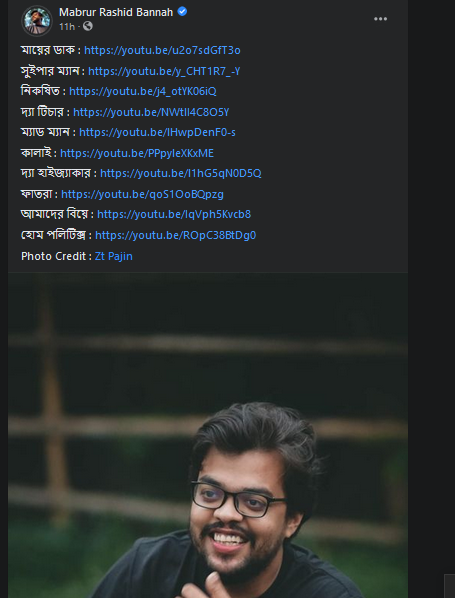 Mabrur Rashid Bannah
11h ·
মায়ের ডাক : https://youtu.be/u2o7sdGfT3o
সুইপার ম্যান : https://youtu.be/y_CHT1R7_-Y
নিকষিত : https://youtu.be/j4_otYK06iQ
দ্যা টিচার : https://youtu.be/NVtlI4C8O5Y
ম্যাড ম্যান : https://youtu.be/IHwpDenF0-s
কালাই : https://youtu.be/PPpyleXKxME
দ্যা হাইজ্যাকার : https://youtu.be/I1hG5qN0D5Q
ফাতরা : https://youtu.be/qoS1OoBQpzg
আমাদের বিয়ে : https://youtu.be/IqVph5Kvcb8
হোম পলিটিক্স : https://youtu.be/ROpC38BtDg0
Photo Credit : Zt Pajin